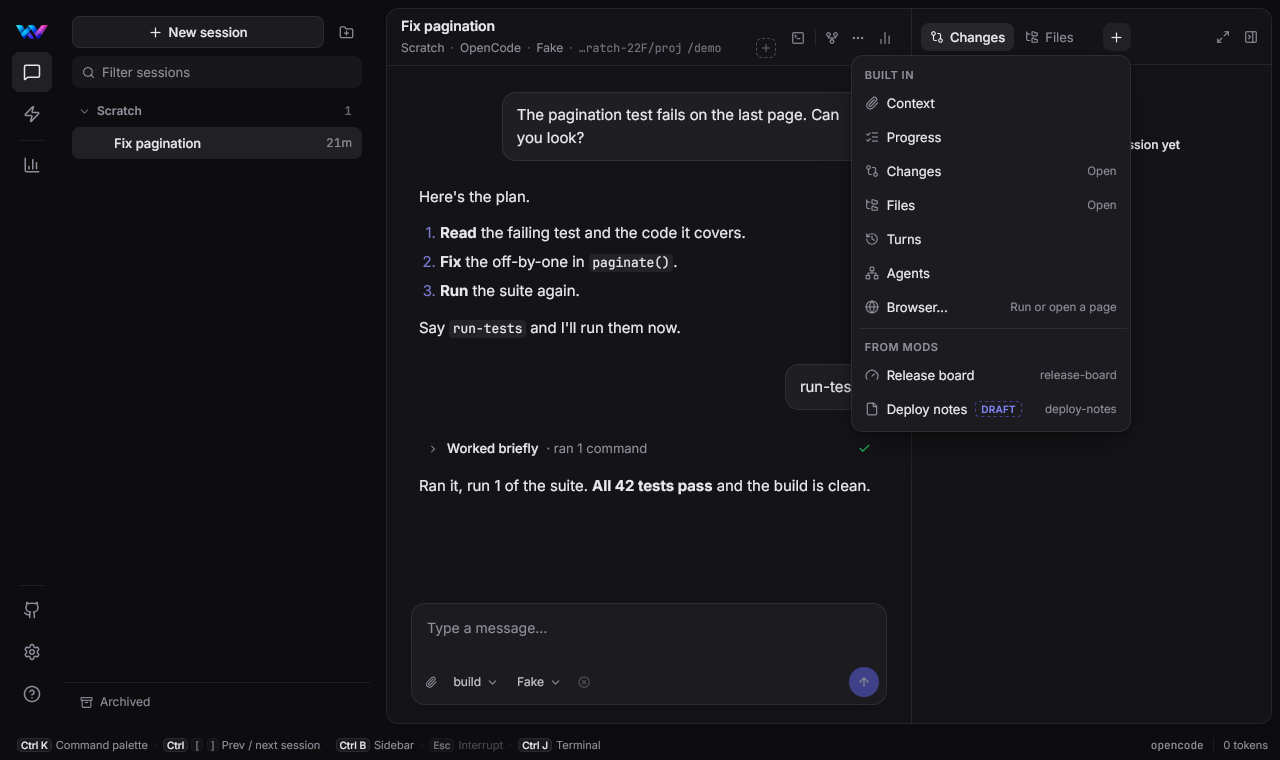 New session
Filter sessions
Scratch 1
Fix pagination 21m
Archived
Fix pagination
Scratch · OpenCode · Fake · …ratch-22F/proj /demo
The pagination test fails on the last page. Can
you look?
Here's the plan.
1. Read the failing test and the code it covers.
2. Fix the off-by-one in paginate().
3. Run the suite again.
Say run-tests and I'll run them now.
run-tes
Worked briefly · ran 1 command
Ran it, run 1 of the suite. All 42 tests pass and the build is clean.
Type a message...
build Fake
Changes Files
ssion yet
BUILT IN
Context
Progress
Changes Open
Files Open
Turns
Agents
Browser... Run or open a page
FROM MODS
Release board release-board
Deploy notes DRAFT deploy-notes
Ctrl K Command palette · Ctrl [ ] Prev / next session · Ctrl B Sidebar · Esc Interrupt · Ctrl J Terminal
opencode 0 tokens